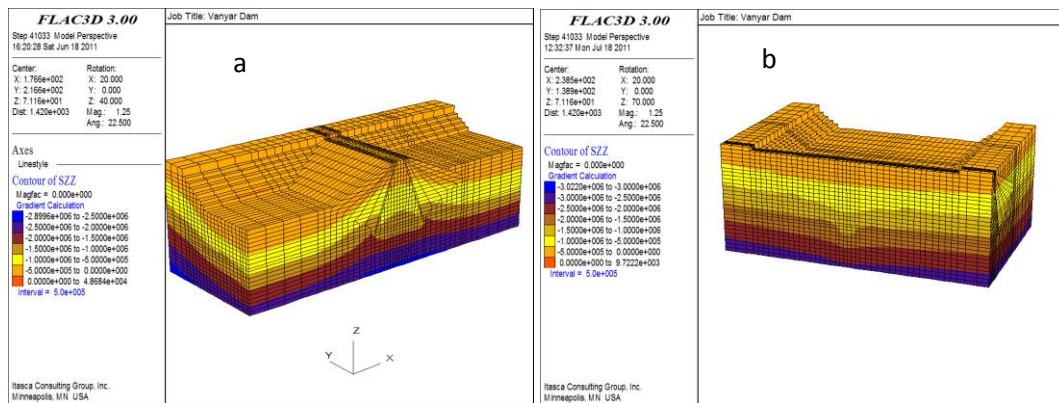 FLAC3D 3.00
Step 41033 Model Perspective
16:20:28 Sat Jun 18 2011
Center:
X: 1.766e+002
Y: 2.166e+002
Z: 7.116e+001
Dist: 1.420e+003
Rotation:
X: 20.000
Y: 0.000
Z: 40.000
Mag.: 1.25
Ang.: 22.500
Axes
Linestyle
Contour of SZZ
Magfac = 0.000e+000
Gradient Calculation
-2.8996e+006 to -2.5000e+006
-2.5000e+006 to -2.0000e+006
-2.0000e+006 to -1.5000e+006
-1.5000e+006 to -1.0000e+006
-1.0000e+006 to -5.0000e+005
-5.0000e+005 to 0.0000e+000
0.0000e+000 to 4.8684e+004
Interval = 5.0e+005
Itasca Consulting Group, Inc.
Minneapolis, MN USA
Job Title: Vanyar Dam
a
Z
Y
X
FLAC3D 3.00
Step 41033 Model Perspective
12:32:37 Mon Jul 18 2011
Center:
X: 2.385e+002
Y: 1.389e+002
Z: 7.116e+001
Dist: 1.420e+003
Rotation:
X: 20.000
Y: 0.000
Z: 70.000
Mag.: 1.25
Ang.: 22.500
Contour of SZZ
Magfac = 0.000e+000
Gradient Calculation
-3.0220e+006 to -3.0000e+006
-3.0000e+006 to -2.5000e+006
-2.5000e+006 to -2.0000e+006
-2.0000e+006 to -1.5000e+006
-1.5000e+006 to -1.0000e+006
-1.0000e+006 to -5.0000e+005
-5.0000e+005 to 0.0000e+000
0.0000e+000 to 9.7222e+003
Interval = 5.0e+005
Itasca Consulting Group, Inc.
Minneapolis, MN USA
Job Title: Vanyar Dam
b